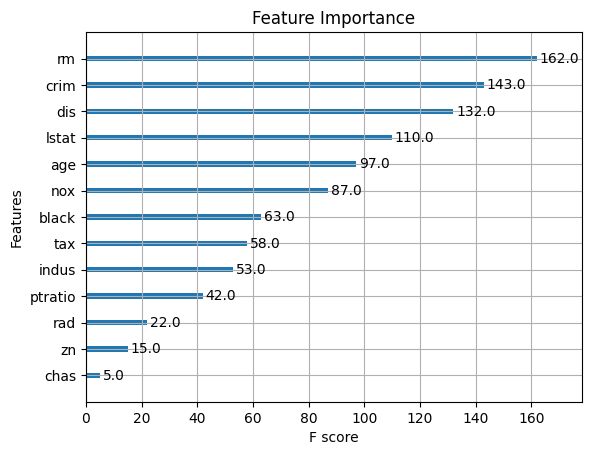 Feature Importance
rm 162.0
crim 143.0
dis 132.0
lstat 110.0
age 97.0
nox 87.0
black 63.0
tax 58.0
indus 53.0
ptratio 42.0
rad 22.0
zn 15.0
chas 5.0
Features
0 20 40 60 80 100 120 140 160
F score